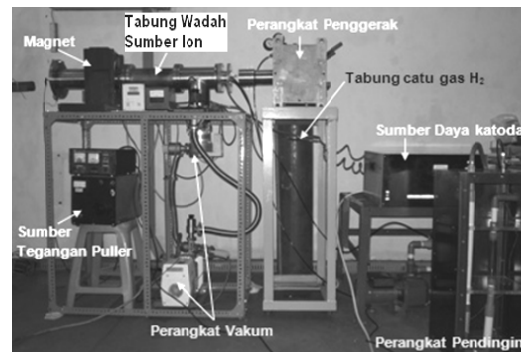 Tabung Wadah
Sumber Ion
Perangkat Penggerak
Magnet
Tabung catu gas H₂
Sumber Daya katoda
Sumber
Tegangan Puller
Perangkat Vakum
Perangkat Pendingin